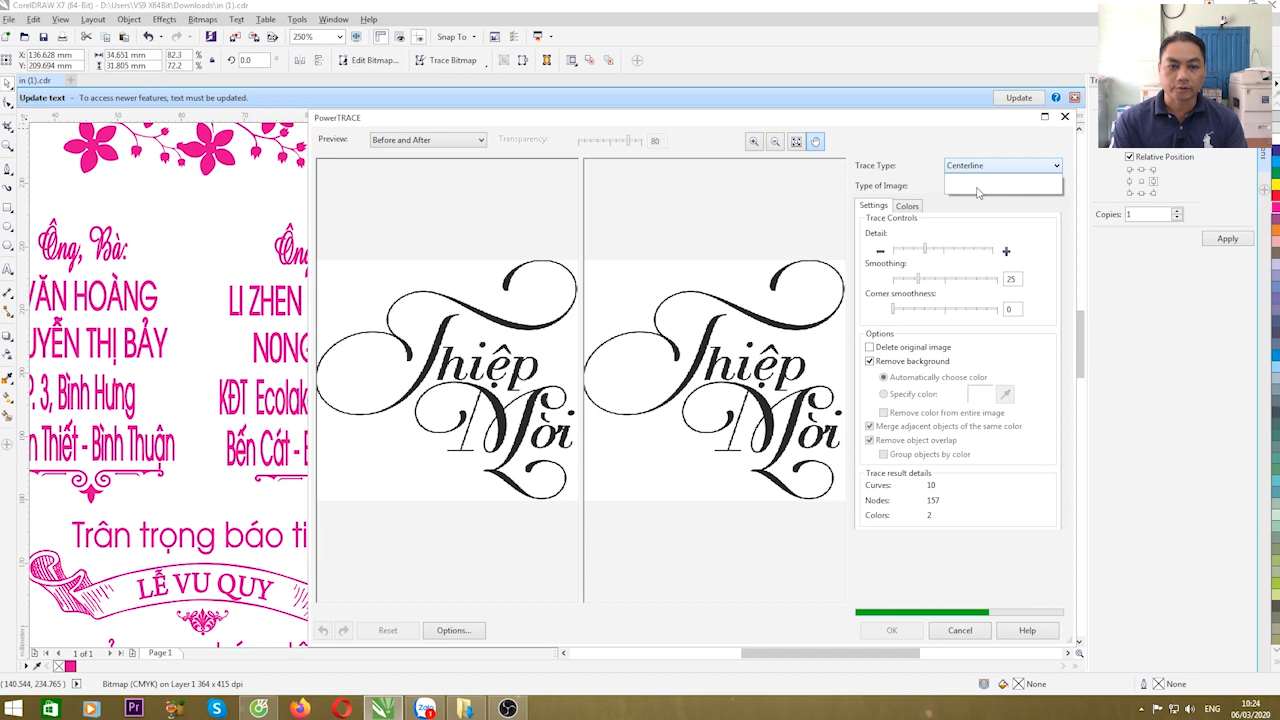 CorelDRAW X7 (64-Bit) - D:\Users\VS9 X64Bit\Downloads\in (1).cdr
File Edit View Layout Object Effects Bitmaps Text Table Tools Window Help
250% Snap To
X: 136.628 mm 34.651 mm 82.3 %
Y: 209.694 mm 31.805 mm 72.2 %
0.0 Edit Bitmap... Trace Bitmap
in (1).cdr
Update text - To access newer features, text must be updated. Update
PowerTRACE
Preview: Before and After Transparency: 80
Trace Type: Centerline
Type of Image:
Settings Colors
Trace Controls
Detail:
Smoothing: 25
Corner smoothness: 0
Options
Delete original image
Remove background
Automatically choose color
Specify color:
Remove color from entire image
Merge adjacent objects of the same color
Remove object overlap
Group objects by color
Trace result details
Curves: 10
Nodes: 157
Colors: 2
Reset Options... OK Cancel Help
Thiệp
Mời
Thiệp
Mời
Ông, Bà:
VĂN HOÀNG
UYỄN THỊ BẢY
P. 3, Bình Hưng
n Thiết - Bình Thuận
Ôn
LI ZHEN
NONG
KĐT Ecolak
Bến Cát - B
Trân trọng báo ti
LỄ VU QUY
Relative Position
Copies: 1
Apply
1 of 1 Page 1
(140.544, 234.765) Bitmap (CMYK) on Layer 1 364 x 415 dpi None None
ENG 10:24
06/03/2020